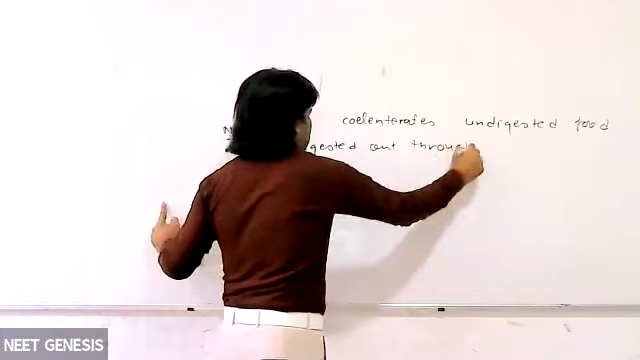 coelenterates undigested food
gested out through
NEET GENESIS